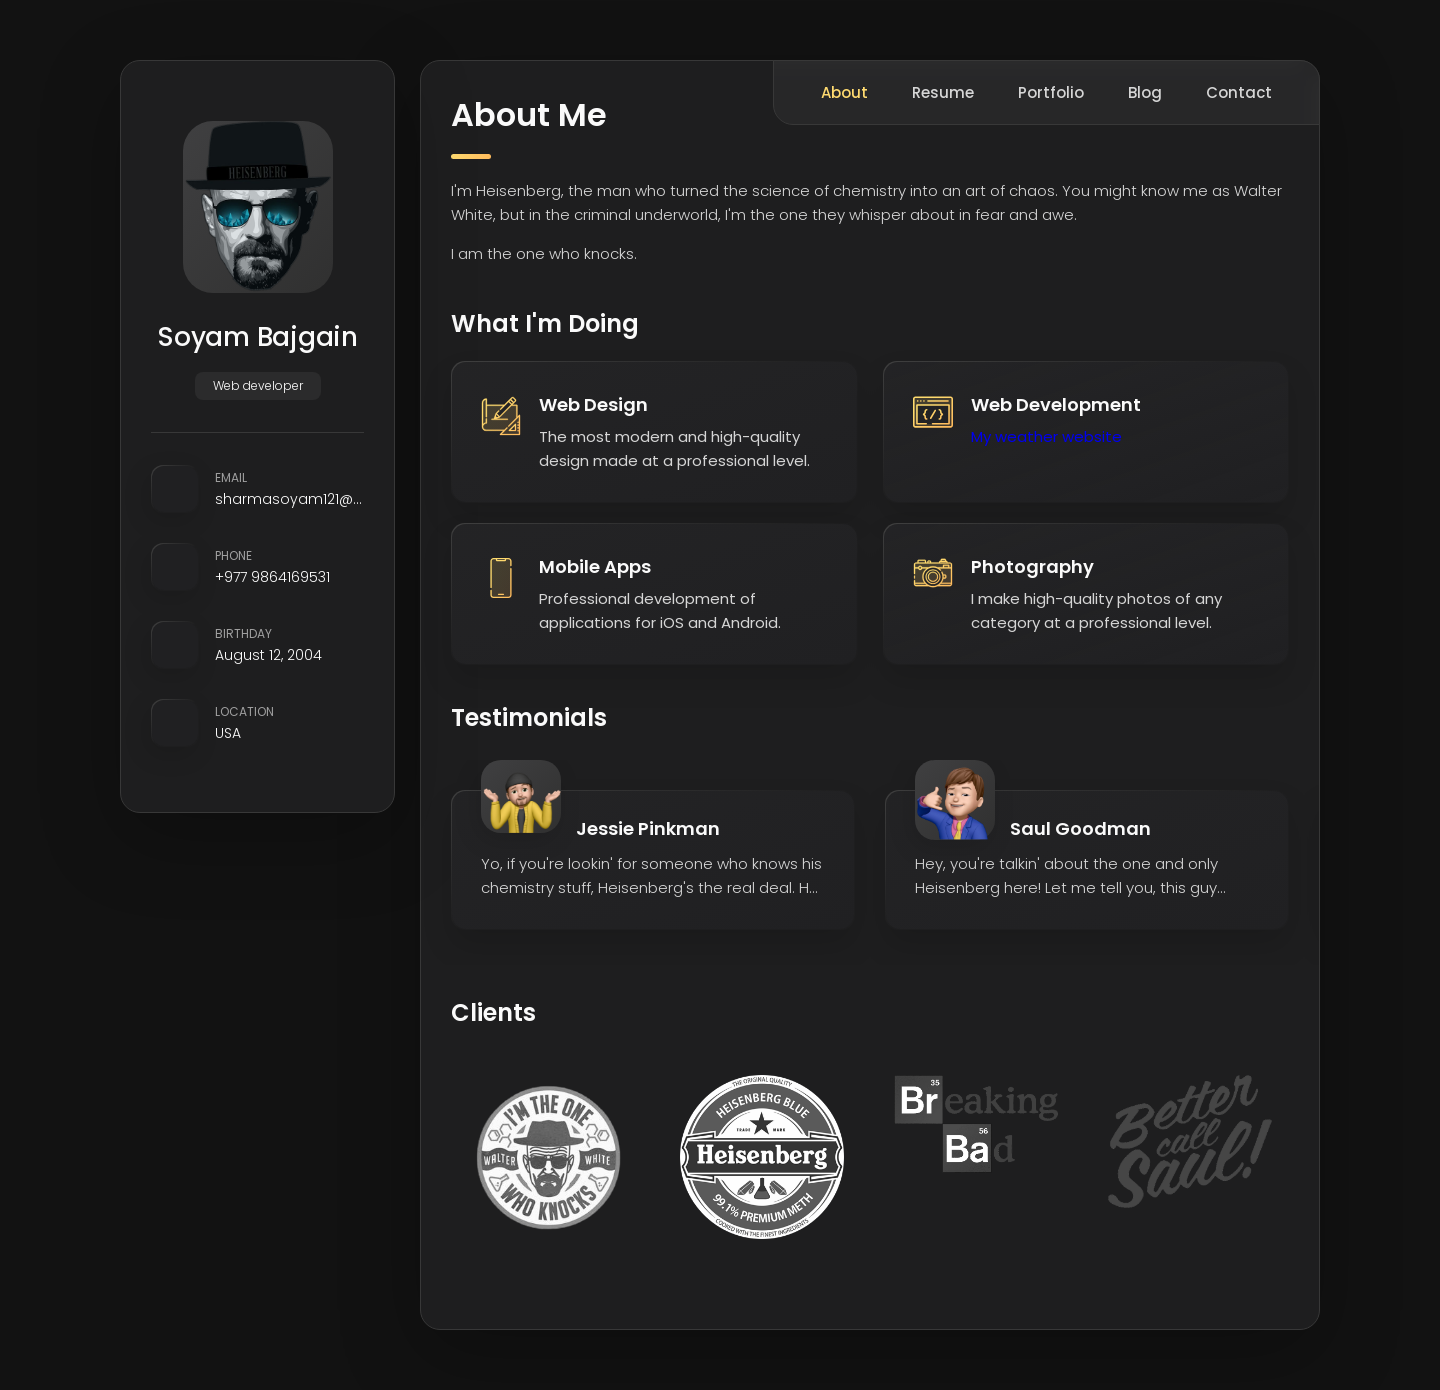 HEISENBERG
Soyam Bajgain
Web developer
EMAIL
sharmasoyam121@...
PHONE
+977 9864169531
BIRTHDAY
August 12, 2004
LOCATION
USA
About Resume Portfolio Blog Contact
About Me
I'm Heisenberg, the man who turned the science of chemistry into an art of chaos. You might know me as Walter
White, but in the criminal underworld, I'm the one they whisper about in fear and awe.
I am the one who knocks.
What I'm Doing
Web Design
The most modern and high-quality
design made at a professional level.
Web Development
My weather website
Mobile Apps
Professional development of
applications for iOS and Android.
Photography
I make high-quality photos of any
category at a professional level.
Testimonials
Jessie Pinkman
Yo, if you're lookin' for someone who knows his
chemistry stuff, Heisenberg's the real deal. H...
Saul Goodman
Hey, you're talkin' about the one and only
Heisenberg here! Let me tell you, this guy...
Clients
I'M THE ONE
WALTER WHITE
WHO KNOCKS
THE ORIGINAL QUALITY
HEISENBERG BLUE
TRADE MARK
Heisenberg
99.1% PREMIUM METH
COOKED WITH THE FINEST INGREDIENTS
35
Breaking
56
Bad
Better
call
Saul!